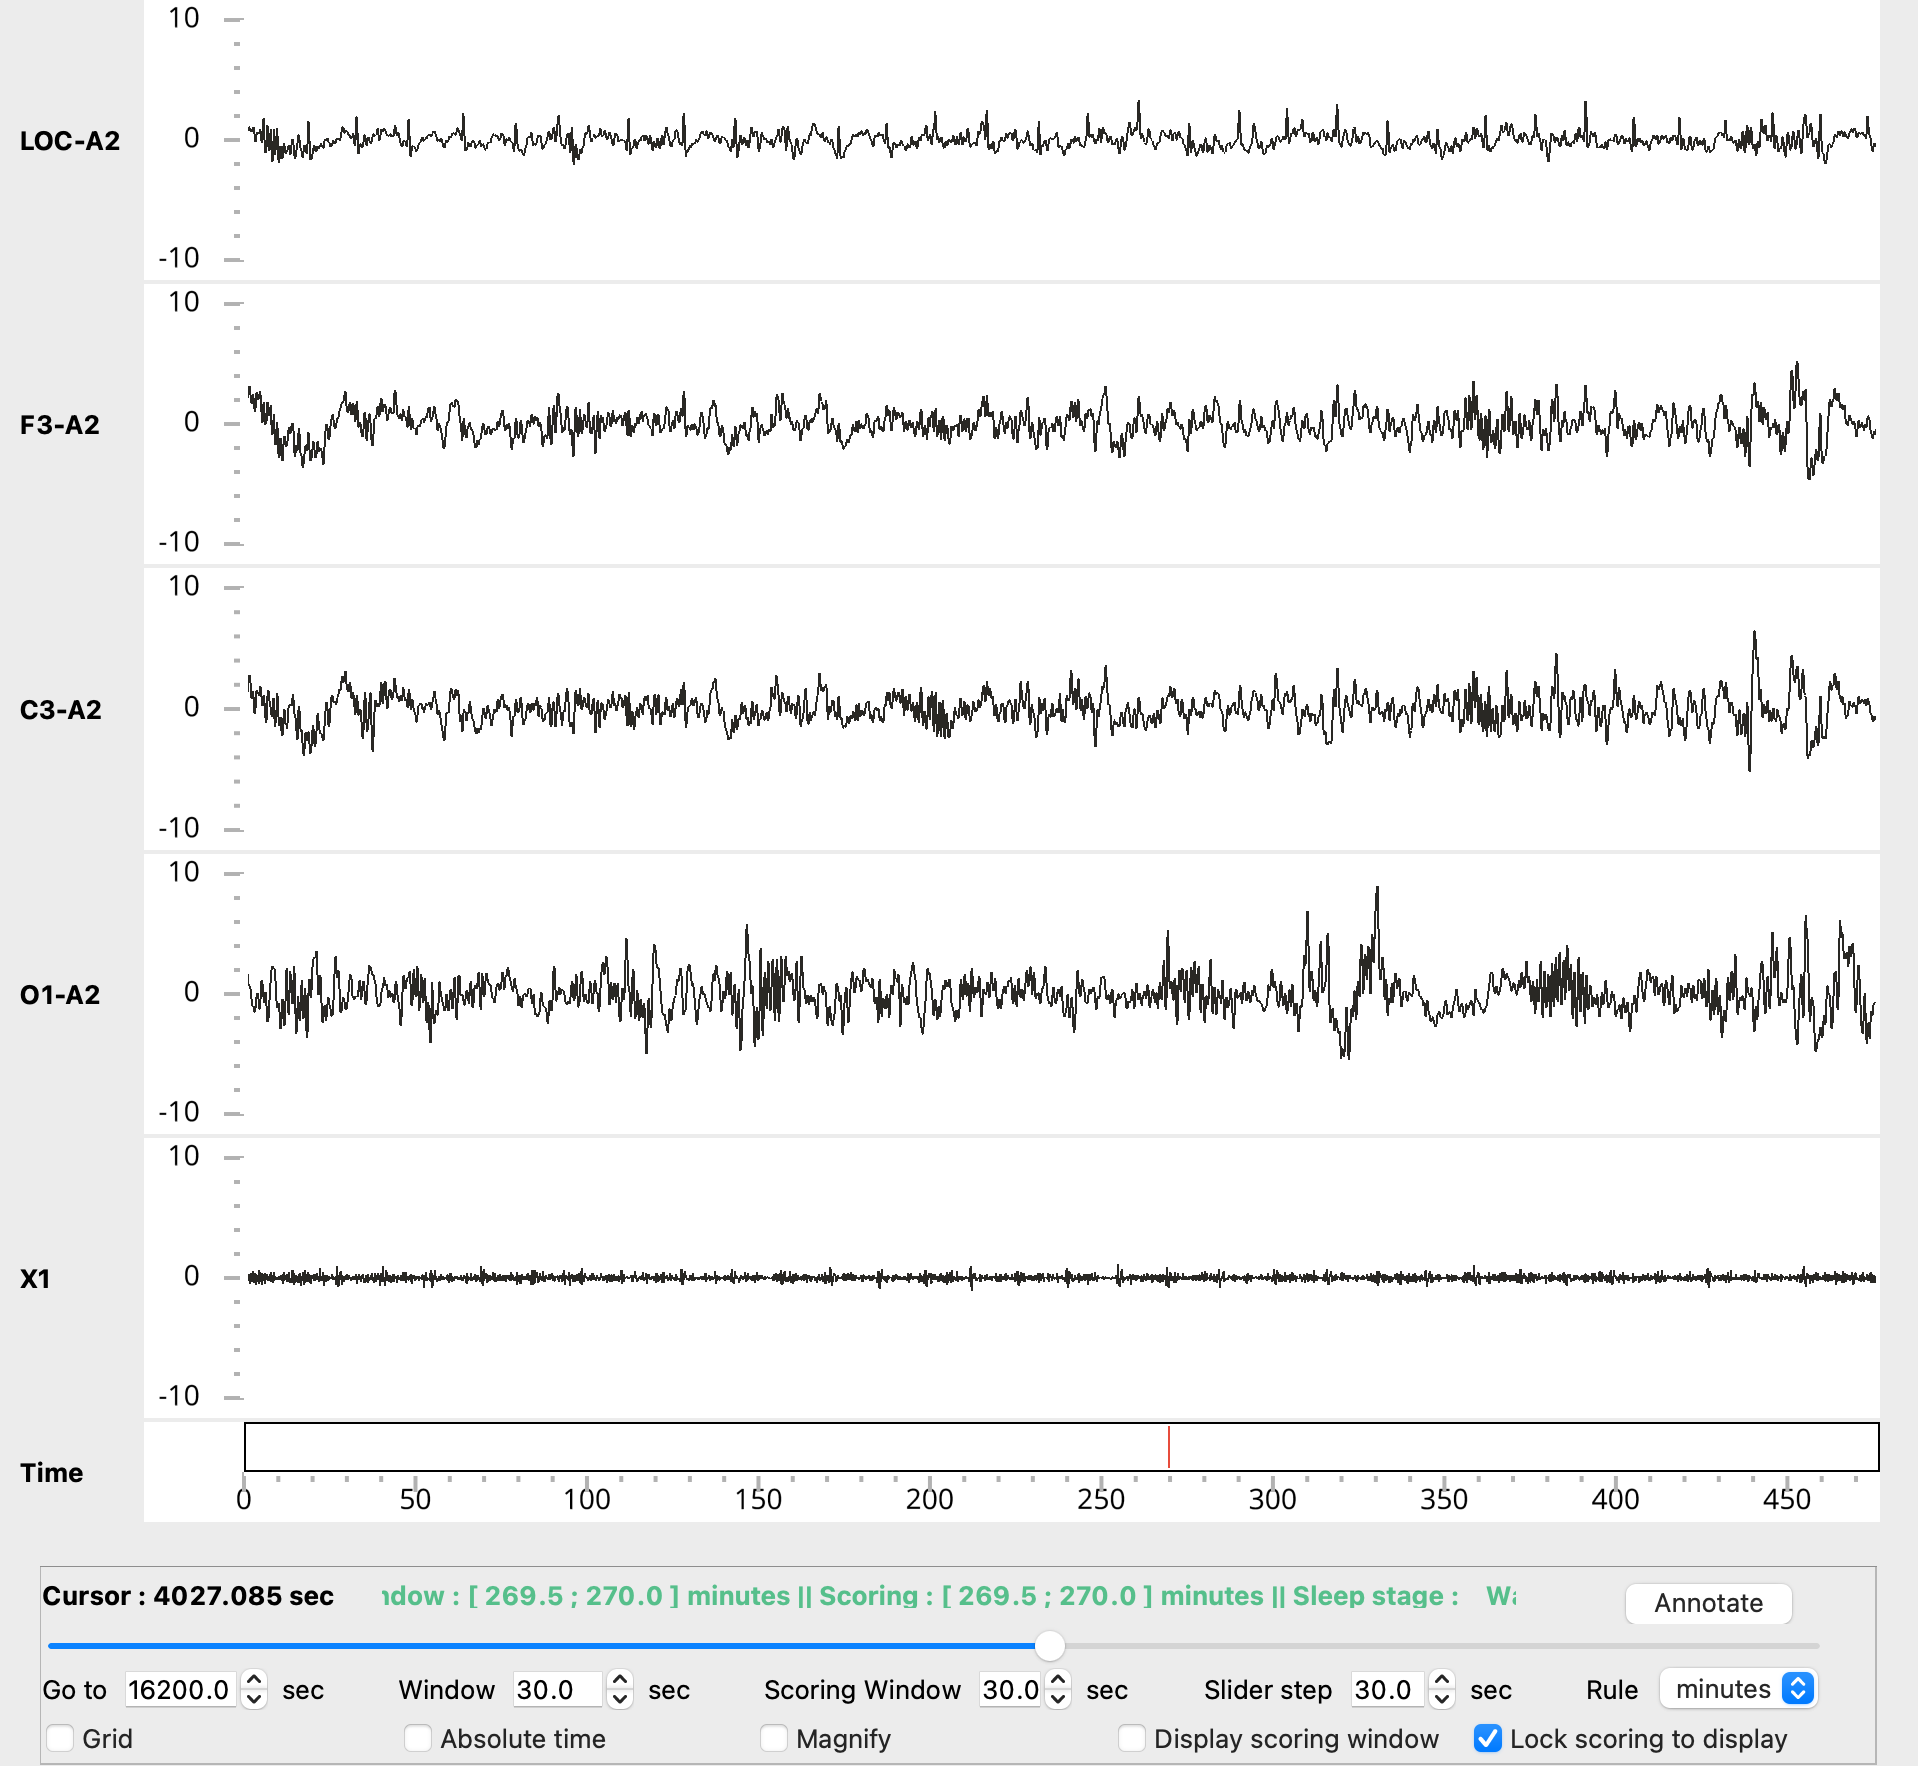 10
LOC-A2
0
-10
10
F3-A2
0
-10
10
C3-A2
0
-10
10
O1-A2
0
-10
10
X1
0
-10
Time
0 50 100 150 200 250 300 350 400 450
Cursor : 4027.085 sec ndow : [ 269.5 ; 270.0 ] minutes || Scoring : [ 269.5 ; 270.0 ] minutes || Sleep stage : Wa Annotate
Go to 16200.0 sec Window 30.0 sec Scoring Window 30.0 sec Slider step 30.0 sec Rule minutes
Grid Absolute time Magnify Display scoring window Lock scoring to display